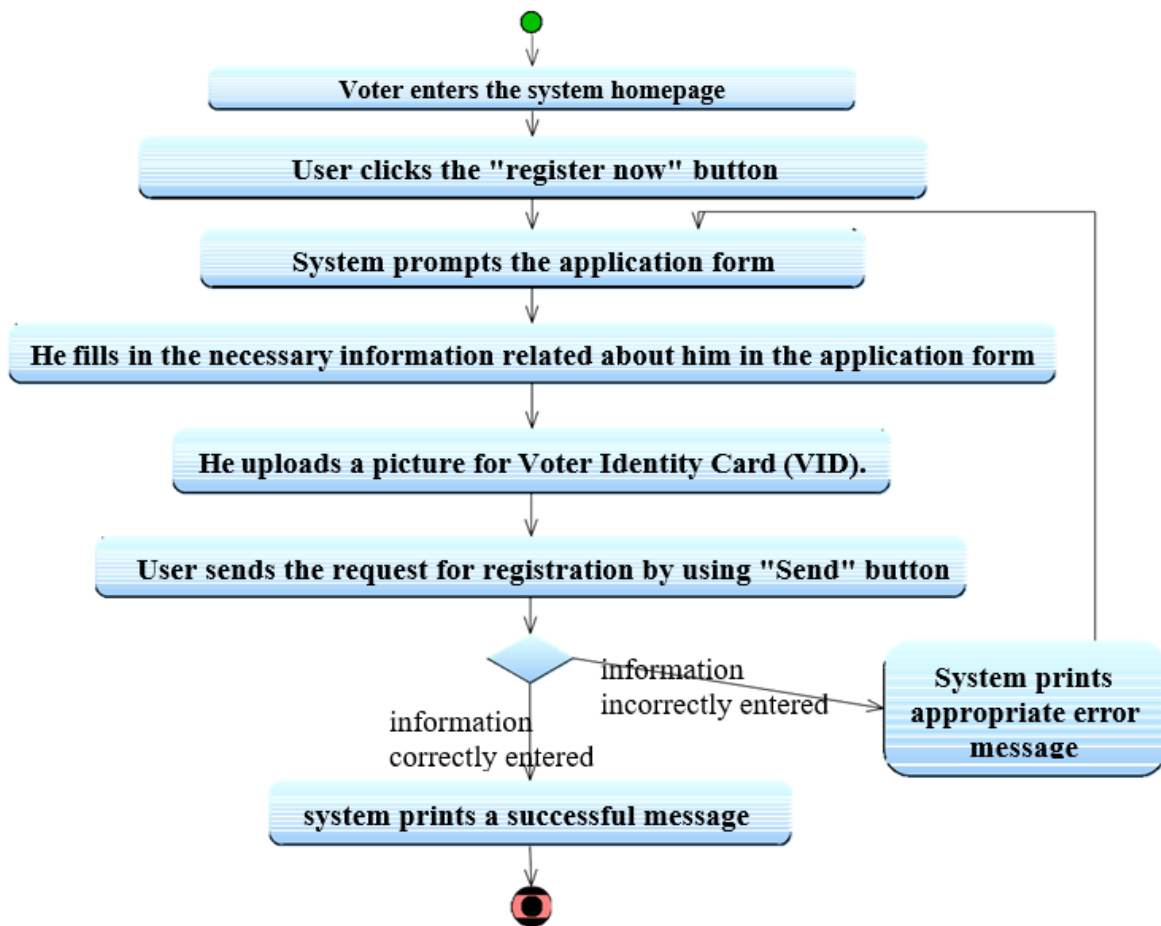 Voter enters the system homepage
User clicks the "register now" button
System prompts the application form
He fills in the necessary information related about him in the application form
He uploads a picture for Voter Identity Card (VID).
User sends the request for registration by using "Send" button
information
incorrectly entered
System prints
appropriate error
message
information
correctly entered
system prints a successful message